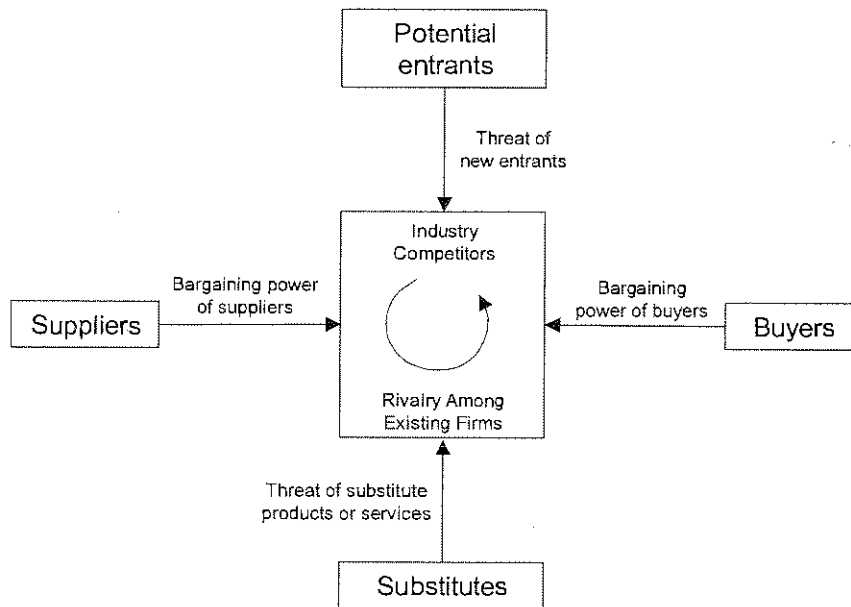 Potential
entrants
Threat of
new entrants
Industry
Competitors
Bargaining power
of suppliers
Bargaining
power of buyers
Suppliers
Buyers
Rivalry Among
Existing Firms
Threat of substitute
products or services
Substitutes